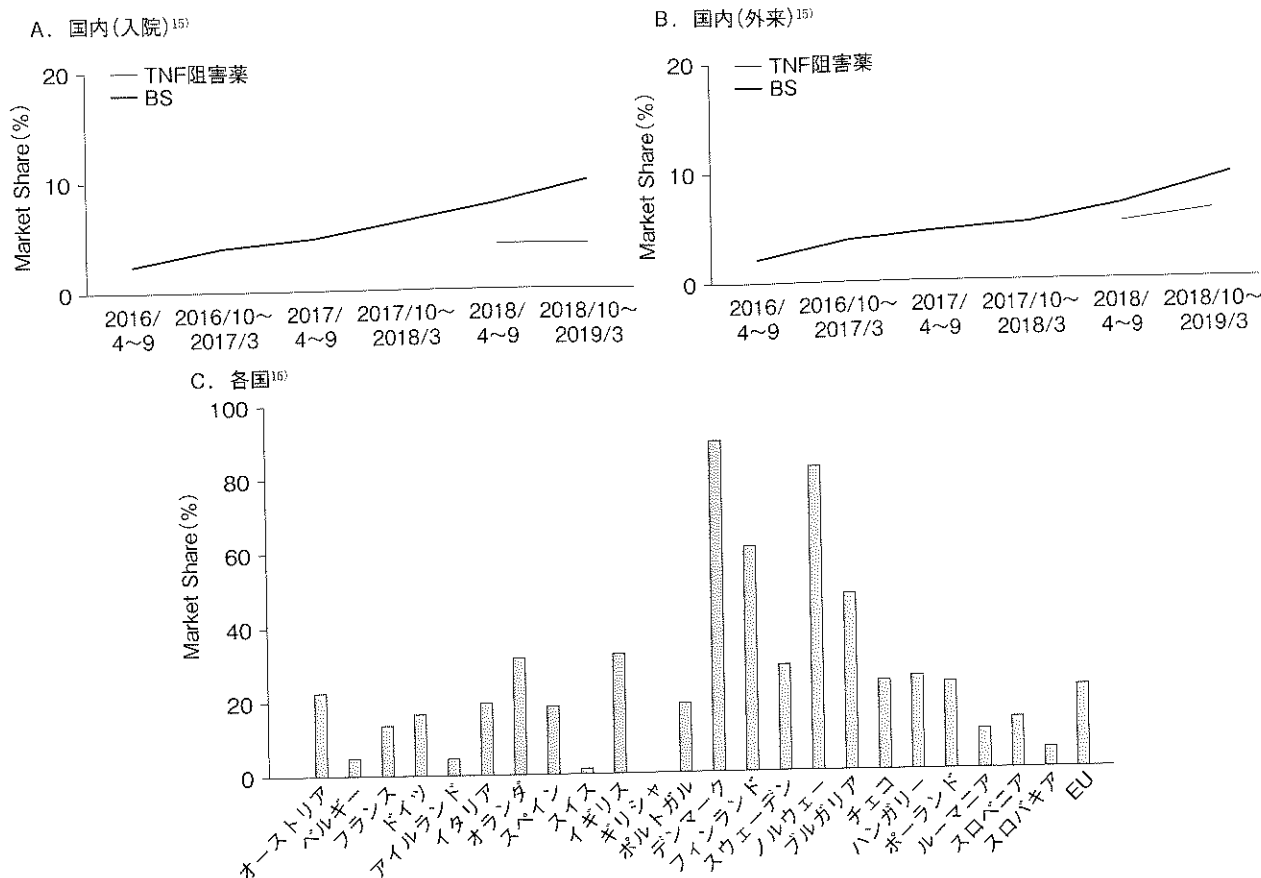 A. 国内(入院)15)
TNF阻害薬
BS
Market Share(%)
20
10
0
2016/
4～9
2016/10～
2017/3
2017/
4～9
2017/10～
2018/3
2018/
4～9
2018/10～
2019/3
B. 国内(外来)15)
TNF阻害薬
BS
Market Share(%)
20
10
0
2016/
4～9
2016/10～
2017/3
2017/
4～9
2017/10～
2018/3
2018/
4～9
2018/10～
2019/3
C. 各国16)
Market Share(%)
100
80
60
40
20
0
オーストリア
ベルギー
フランス
ドイツ
アイルランド
イタリア
オランダ
スペイン
スイス
イギリス
ギリシャ
ポルトガル
デンマーク
フィンランド
スウェーデン
ノルウェー
ブルガリア
チェコ
ハンガリー
ポーランド
ルーマニア
スロベニア
スロバキア
EU